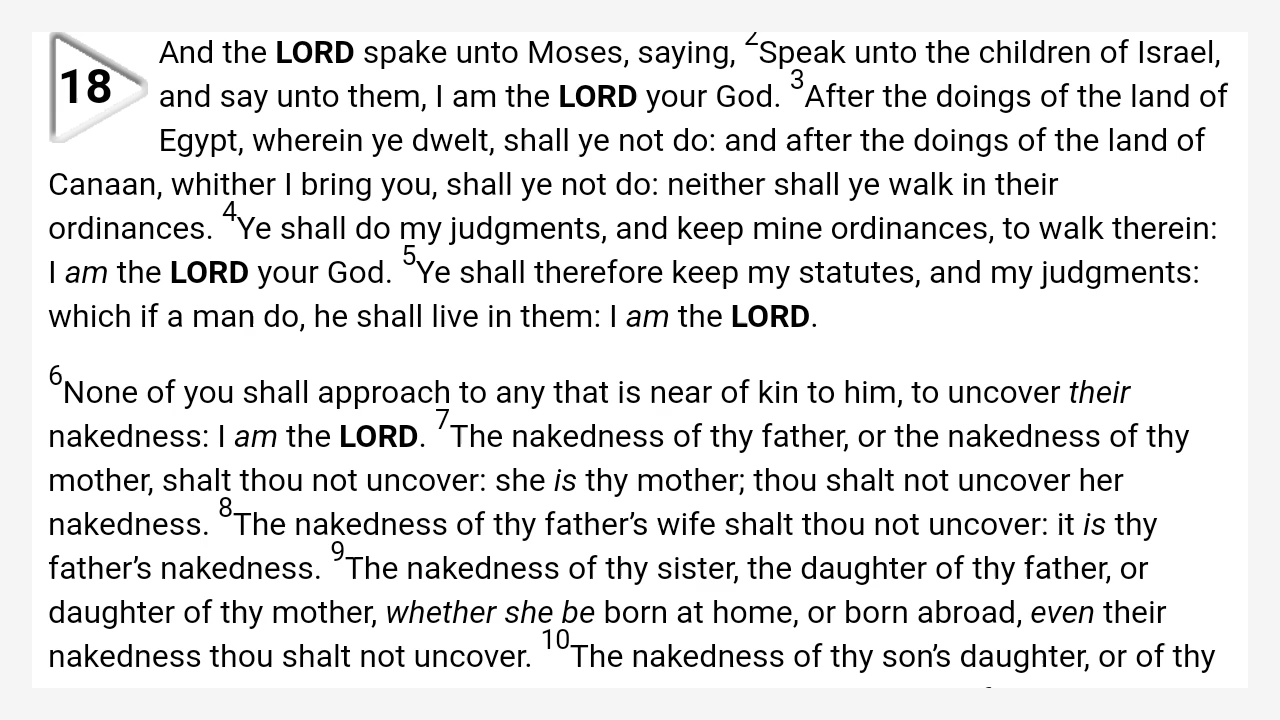 18 And the LORD spake unto Moses, saying, 2Speak unto the children of Israel,
and say unto them, I am the LORD your God. 3After the doings of the land of
Egypt, wherein ye dwelt, shall ye not do: and after the doings of the land of
Canaan, whither I bring you, shall ye not do: neither shall ye walk in their
ordinances. 4Ye shall do my judgments, and keep mine ordinances, to walk therein:
I am the LORD your God. 5Ye shall therefore keep my statutes, and my judgments:
which if a man do, he shall live in them: I am the LORD.
6None of you shall approach to any that is near of kin to him, to uncover their
nakedness: I am the LORD. 7The nakedness of thy father, or the nakedness of thy
mother, shalt thou not uncover: she is thy mother; thou shalt not uncover her
nakedness. 8The nakedness of thy father’s wife shalt thou not uncover: it is thy
father’s nakedness. 9The nakedness of thy sister, the daughter of thy father, or
daughter of thy mother, whether she be born at home, or born abroad, even their
nakedness thou shalt not uncover. 10The nakedness of thy son’s daughter, or of thy